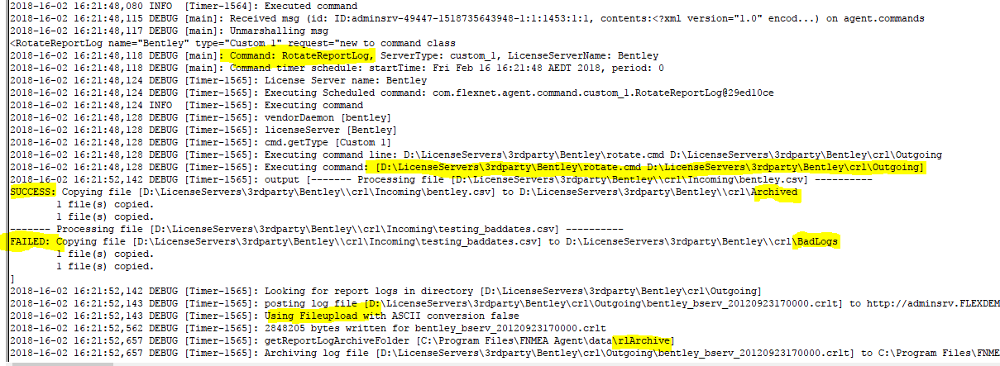 2018-16-02 16:21:48,080 INFO  [Timer-1564]: Executed command
2018-16-02 16:21:48,115 DEBUG [main]: Received msg (id: ID:adminsrv-49447-1518735643948-1:1:1453:1:1, contents:<?xml version="1.0" encod...) on agent.commands
2018-16-02 16:21:48,117 DEBUG [main]: Unmarshalling msg
<RotateReportLog name="Bentley" type="Custom 1" request="new to command class
2018-16-02 16:21:48,118 DEBUG [main]: Command: RotateReportLog, ServerType: custom_1, LicenseServerName: Bentley
2018-16-02 16:21:48,118 DEBUG [main]: Command timer schedule: startTime: Fri Feb 16 16:21:48 AEDT 2018, period: 0
2018-16-02 16:21:48,124 DEBUG [Timer-1565]: License Server name: Bentley
2018-16-02 16:21:48,124 DEBUG [Timer-1565]: Executing Scheduled command: com.flexnet.agent.command.custom_1.RotateReportLog@29ed10ce
2018-16-02 16:21:48,124 INFO  [Timer-1565]: Executing command
2018-16-02 16:21:48,128 DEBUG [Timer-1565]: vendorDaemon [bentley]
2018-16-02 16:21:48,128 DEBUG [Timer-1565]: licenseServer [Bentley]
2018-16-02 16:21:48,128 DEBUG [Timer-1565]: cmd.getType [Custom 1]
2018-16-02 16:21:48,128 DEBUG [Timer-1565]: Executing command line: D:\LicenseServers\3rdparty\Bentley\rotate.cmd D:\LicenseServers\3rdparty\Bentley\crl\Outgoing
2018-16-02 16:21:48,128 DEBUG [Timer-1565]: Executing command: [D:\LicenseServers\3rdparty\Bentley\rotate.cmd D:\LicenseServers\3rdparty\Bentley\crl\Outgoing]
2018-16-02 16:21:52,142 DEBUG [Timer-1565]: output [------- Processing file [D:\LicenseServers\3rdparty\Bentley\\crl\Incoming\bentley.csv] ----------
SUCCESS: Copying file [D:\LicenseServers\3rdparty\Bentley\\crl\Incoming\bentley.csv] to D:\LicenseServers\3rdparty\Bentley\\crl\Archived
1 file(s) copied.
1 file(s) copied.
------- Processing file [D:\LicenseServers\3rdparty\Bentley\\crl\Incoming\testing_baddates.csv] ----------
FAILED: Copying file [D:\LicenseServers\3rdparty\Bentley\\crl\Incoming\testing_baddates.csv] to D:\LicenseServers\3rdparty\Bentley\\crl\BadLogs
1 file(s) copied.
1 file(s) copied.
]
2018-16-02 16:21:52,142 DEBUG [Timer-1565]: Looking for report logs in directory [D:\LicenseServers\3rdparty\Bentley\crl\Outgoing]
2018-16-02 16:21:52,143 DEBUG [Timer-1565]: posting log file [D:\LicenseServers\3rdparty\Bentley\crl\Outgoing\bentley_bserv_20120923170000.crlt] to http://adminsrv.FLEXDEM
2018-16-02 16:21:52,143 DEBUG [Timer-1565]: Using Fileupload with ASCII conversion false
2018-16-02 16:21:52,562 DEBUG [Timer-1565]: 2848205 bytes written for bentley_bserv_20120923170000.crlt
2018-16-02 16:21:52,657 DEBUG [Timer-1565]: getReportLogArchiveFolder [C:\Program Files\FNMEA Agent\data\rlArchive]
2018-16-02 16:21:52,657 DEBUG [Timer-1565]: Archiving log file [D:\LicenseServers\3rdparty\Bentley\crl\Outgoing\bentley_bserv_20120923170000.crlt] to C:\Program Files\FNME